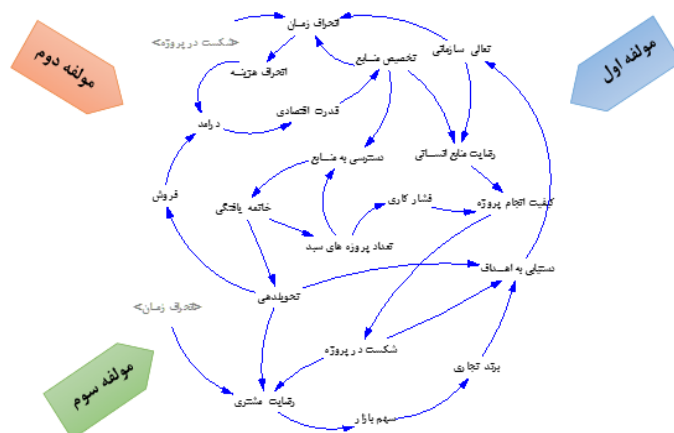 انحراف زمان
<شکست در پروژه>
مولفه اول
مولفه دوم
تعالی سازمانی
تخصیص منابع
انحراف هزینه
قدرت اقتصادی
درامد
رضایت منابع انسانی
دسترسی به منابع
فروش
خاتمه یافتگی
فشار کاری
کیفیت انجام پروژه
تعداد پروژه های سبد
دستیابی به اهداف
تحویلدهی
<انحراف زمان>
شکست در پروژه
برند تجاری
مولفه سوم
رضایت مشتری
سهم بازار